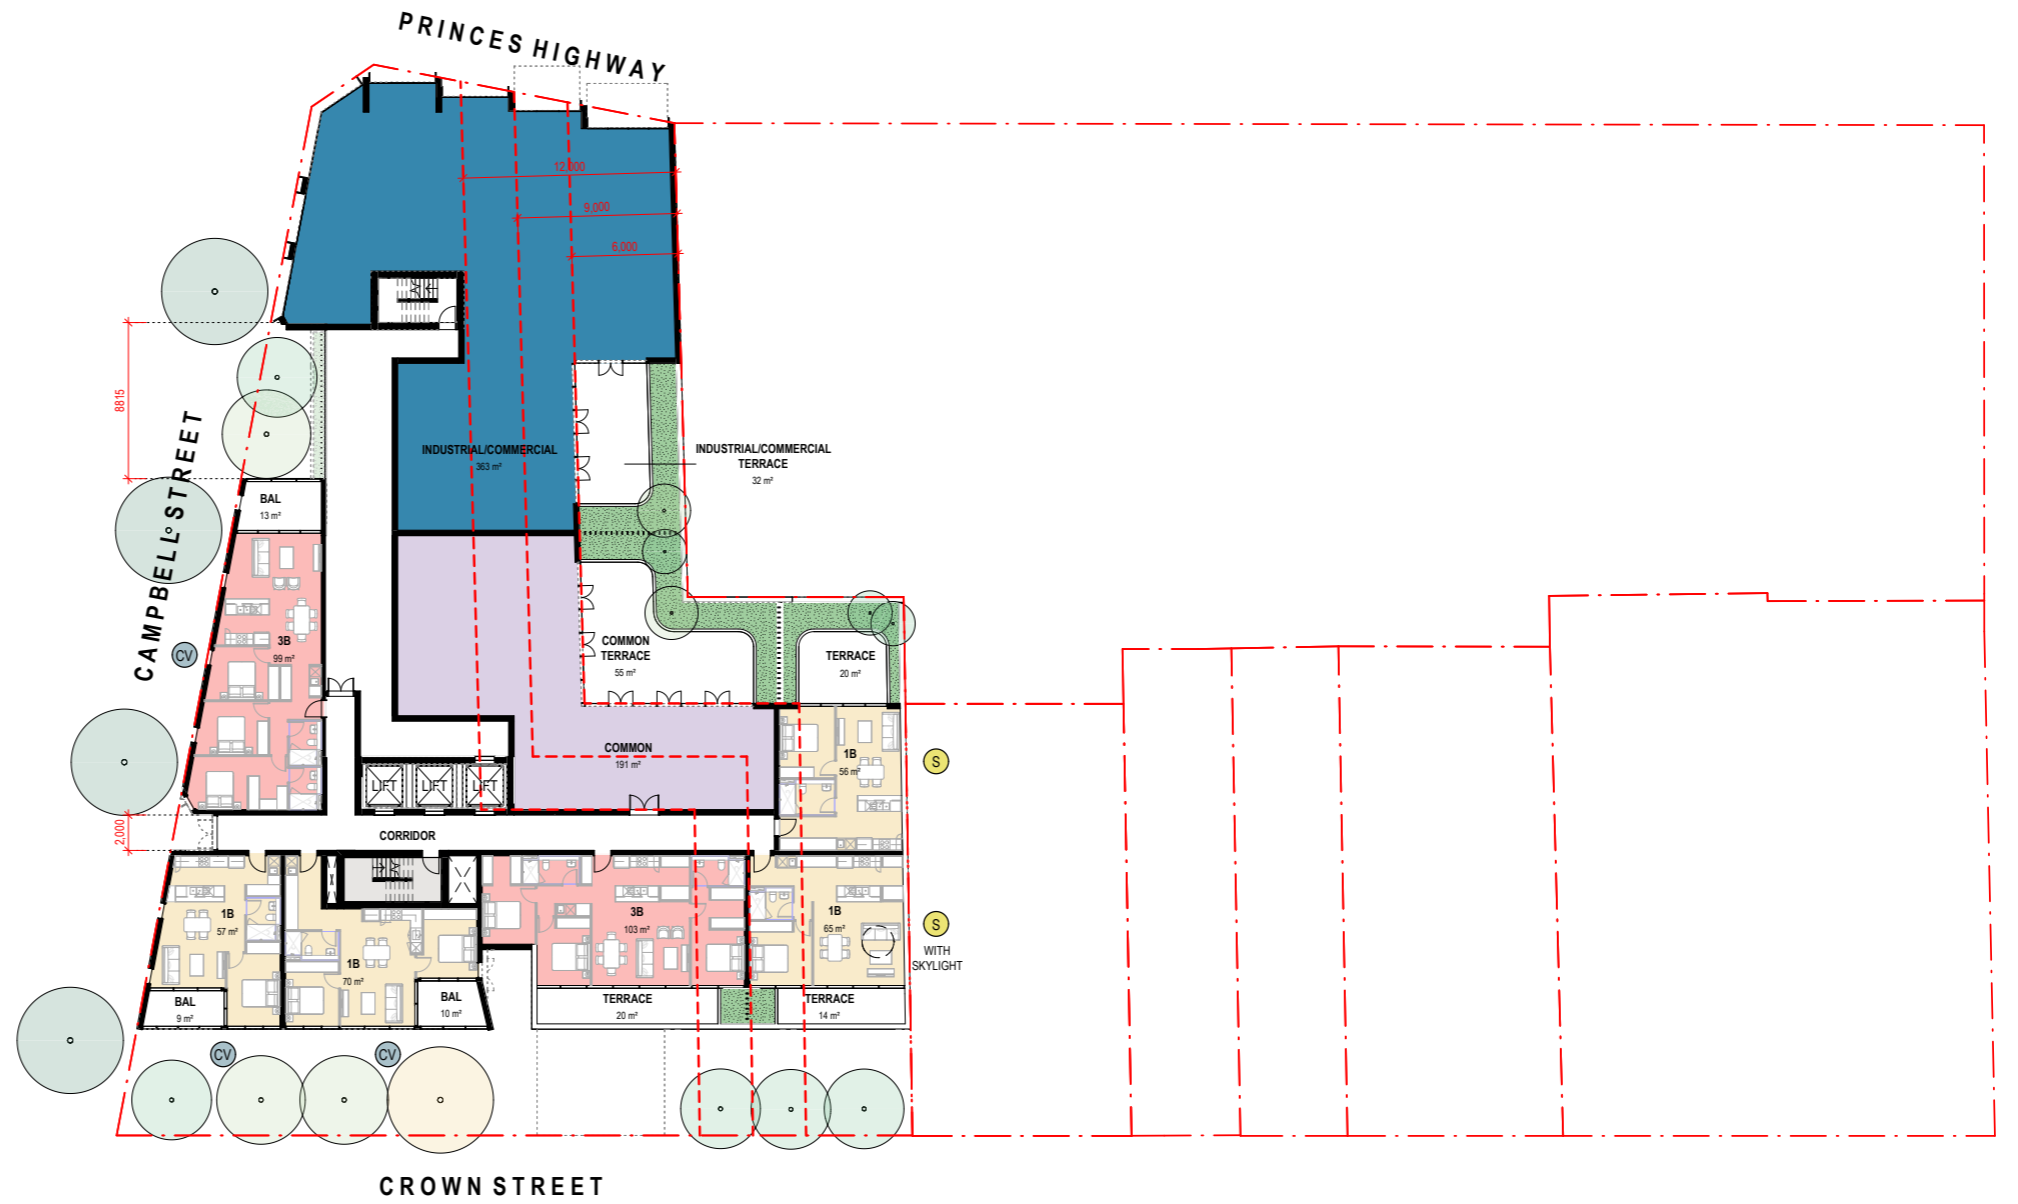 PRINCES HIGHWAY
12,000
9,000
6,000
8815
CAMPBELL STREET
INDUSTRIAL/COMMERCIAL
363 m²
INDUSTRIAL/COMMERCIAL
TERRACE
32 m²
BAL
13 m²
3B
99 m²
CV
COMMON
TERRACE
55 m²
TERRACE
20 m²
COMMON
191 m²
1B
56 m²
S
LIFT
LIFT
LIFT
2,000
CORRIDOR
1B
57 m²
1B
70 m²
3B
103 m²
1B
65 m²
S
WITH
SKYLIGHT
BAL
9 m²
BAL
10 m²
TERRACE
20 m²
TERRACE
14 m²
CV
CV
CROWN STREET